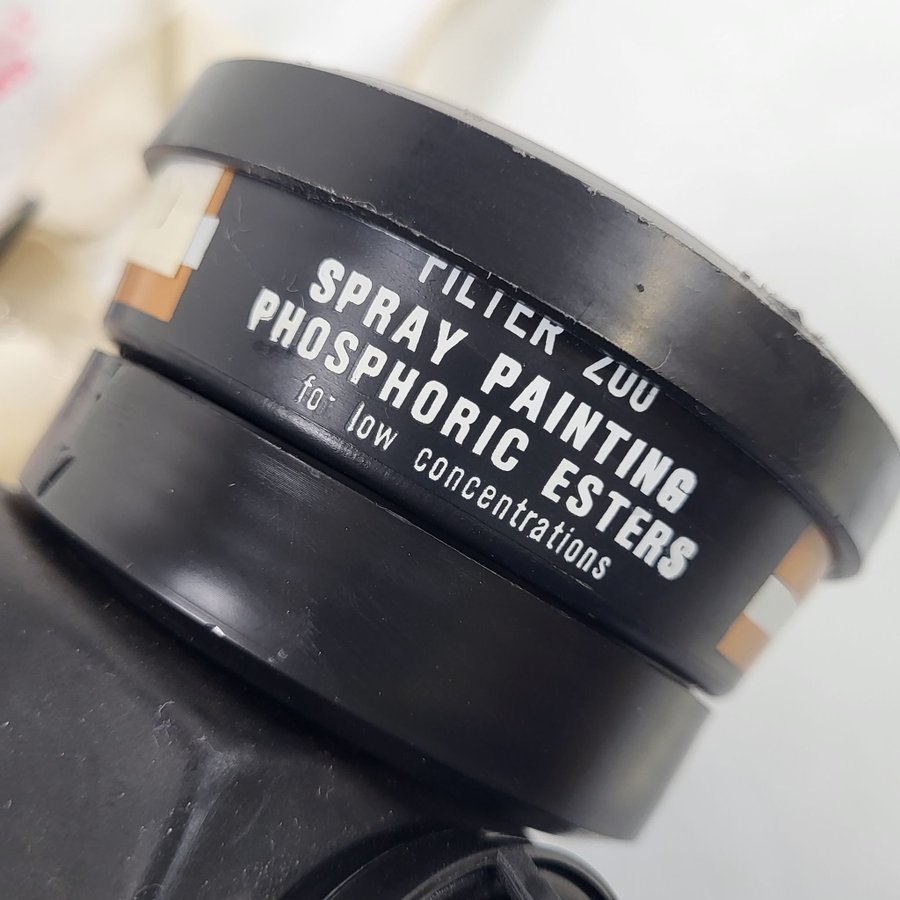 FILTER 200
SPRAY PAINTING
PHOSPHORIC ESTERS
for low concentrations